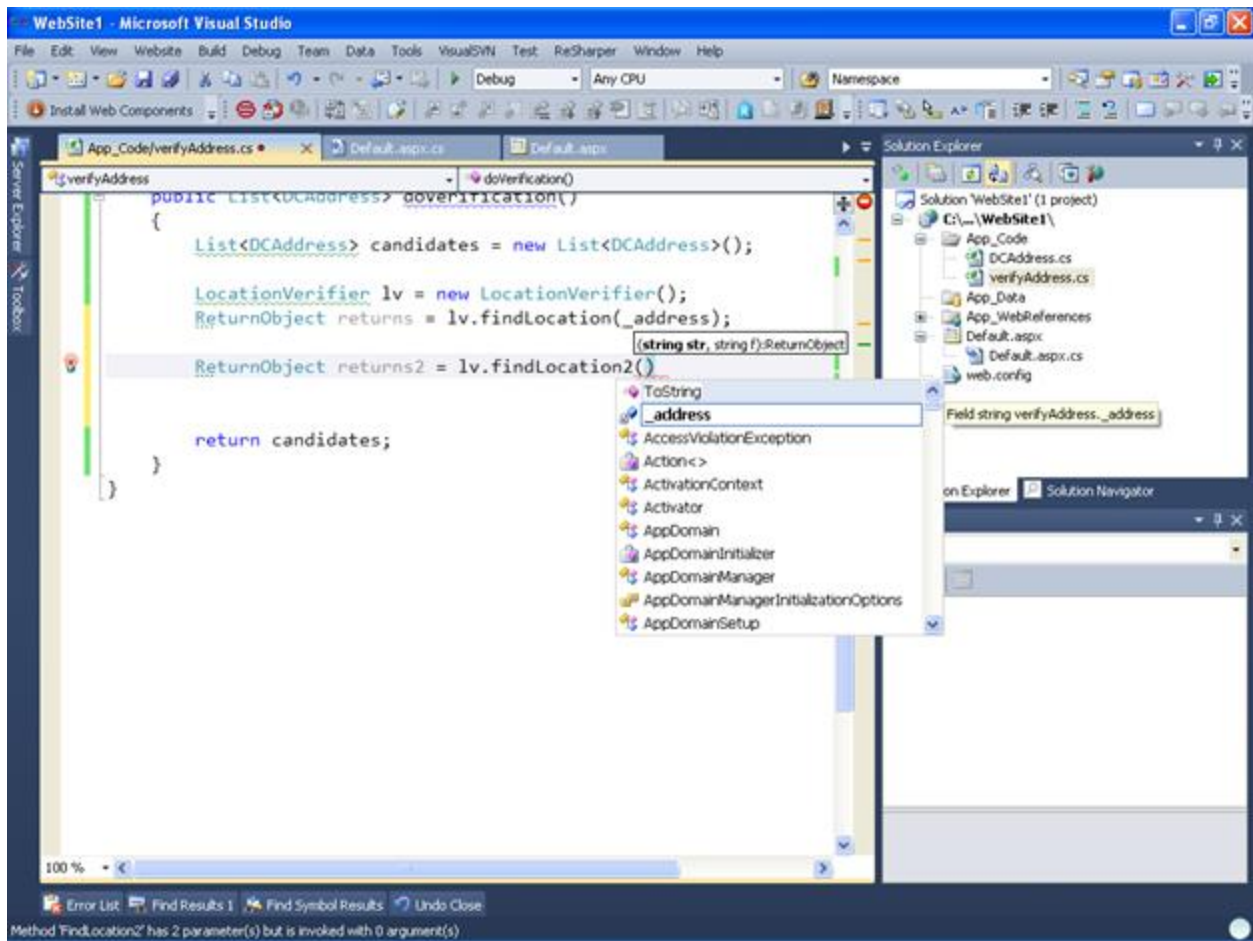 WebSite1 - Microsoft Visual Studio
File Edit View Website Build Debug Team Data Tools VisualSVN Test ReSharper Window Help
Debug Any CPU Namespace
Install Web Components
App_Code/verifyAddress.cs Default.aspx.cs Default.aspx
verifyAddress doVerification()
public List<DCAddress> doVerification()
{
List<DCAddress> candidates = new List<DCAddress>();
LocationVerifier lv = new LocationVerifier();
ReturnObject returns = lv.findLocation(_address);
(string str, string f):ReturnObject
ReturnObject returns2 = lv.findLocation2()
ToString
_address
AccessViolationException
Action<>
ActivationContext
Activator
AppDomain
AppDomainInitializer
AppDomainManager
AppDomainManagerInitializationOptions
AppDomainSetup
return candidates;
}
}
100 %
Server Explorer
Toolbox
Solution Explorer
Solution 'WebSite1' (1 project)
C:\...\WebSite1\
App_Code
DCAddress.cs
verifyAddress.cs
App_Data
App_WebReferences
Default.aspx
Default.aspx.cs
web.config
Field string verifyAddress._address
on Explorer Solution Navigator
Error List Find Results 1 Find Symbol Results Undo Close
Method 'FindLocation2' has 2 parameter(s) but is invoked with 0 argument(s)